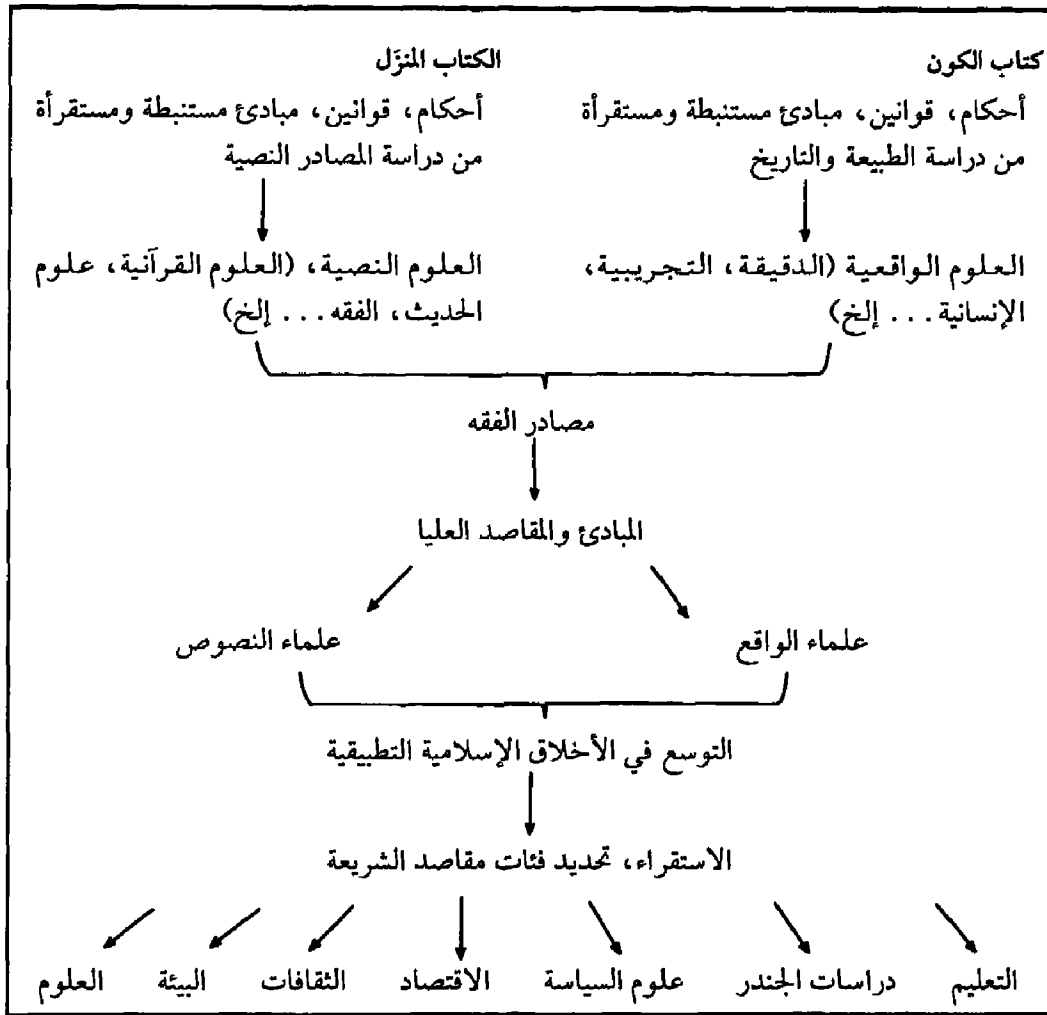 كتاب الكون
أحكام، قوانين، مبادئ مستنبطة ومستقرأة
من دراسة الطبيعة والتاريخ
الكتاب المنزَل
أحكام، قوانين، مبادئ مستنبطة ومستقرأة
من دراسة المصادر النصية
العلوم الواقعية (الدقيقة، التجريبية،
الإنسانية... إلخ)
العلوم النصية، (العلوم القرآنية، علوم
الحديث، الفقه... إلخ)
مصادر الفقه
المبادئ والمقاصد العليا
علماء الواقع
علماء النصوص
التوسع في الأخلاق الإسلامية التطبيقية
الاستقراء، تحديد فئات مقاصد الشريعة
التعليم
دراسات الجندر
علوم السياسة
الاقتصاد
الثقافات
البيئة
العلوم